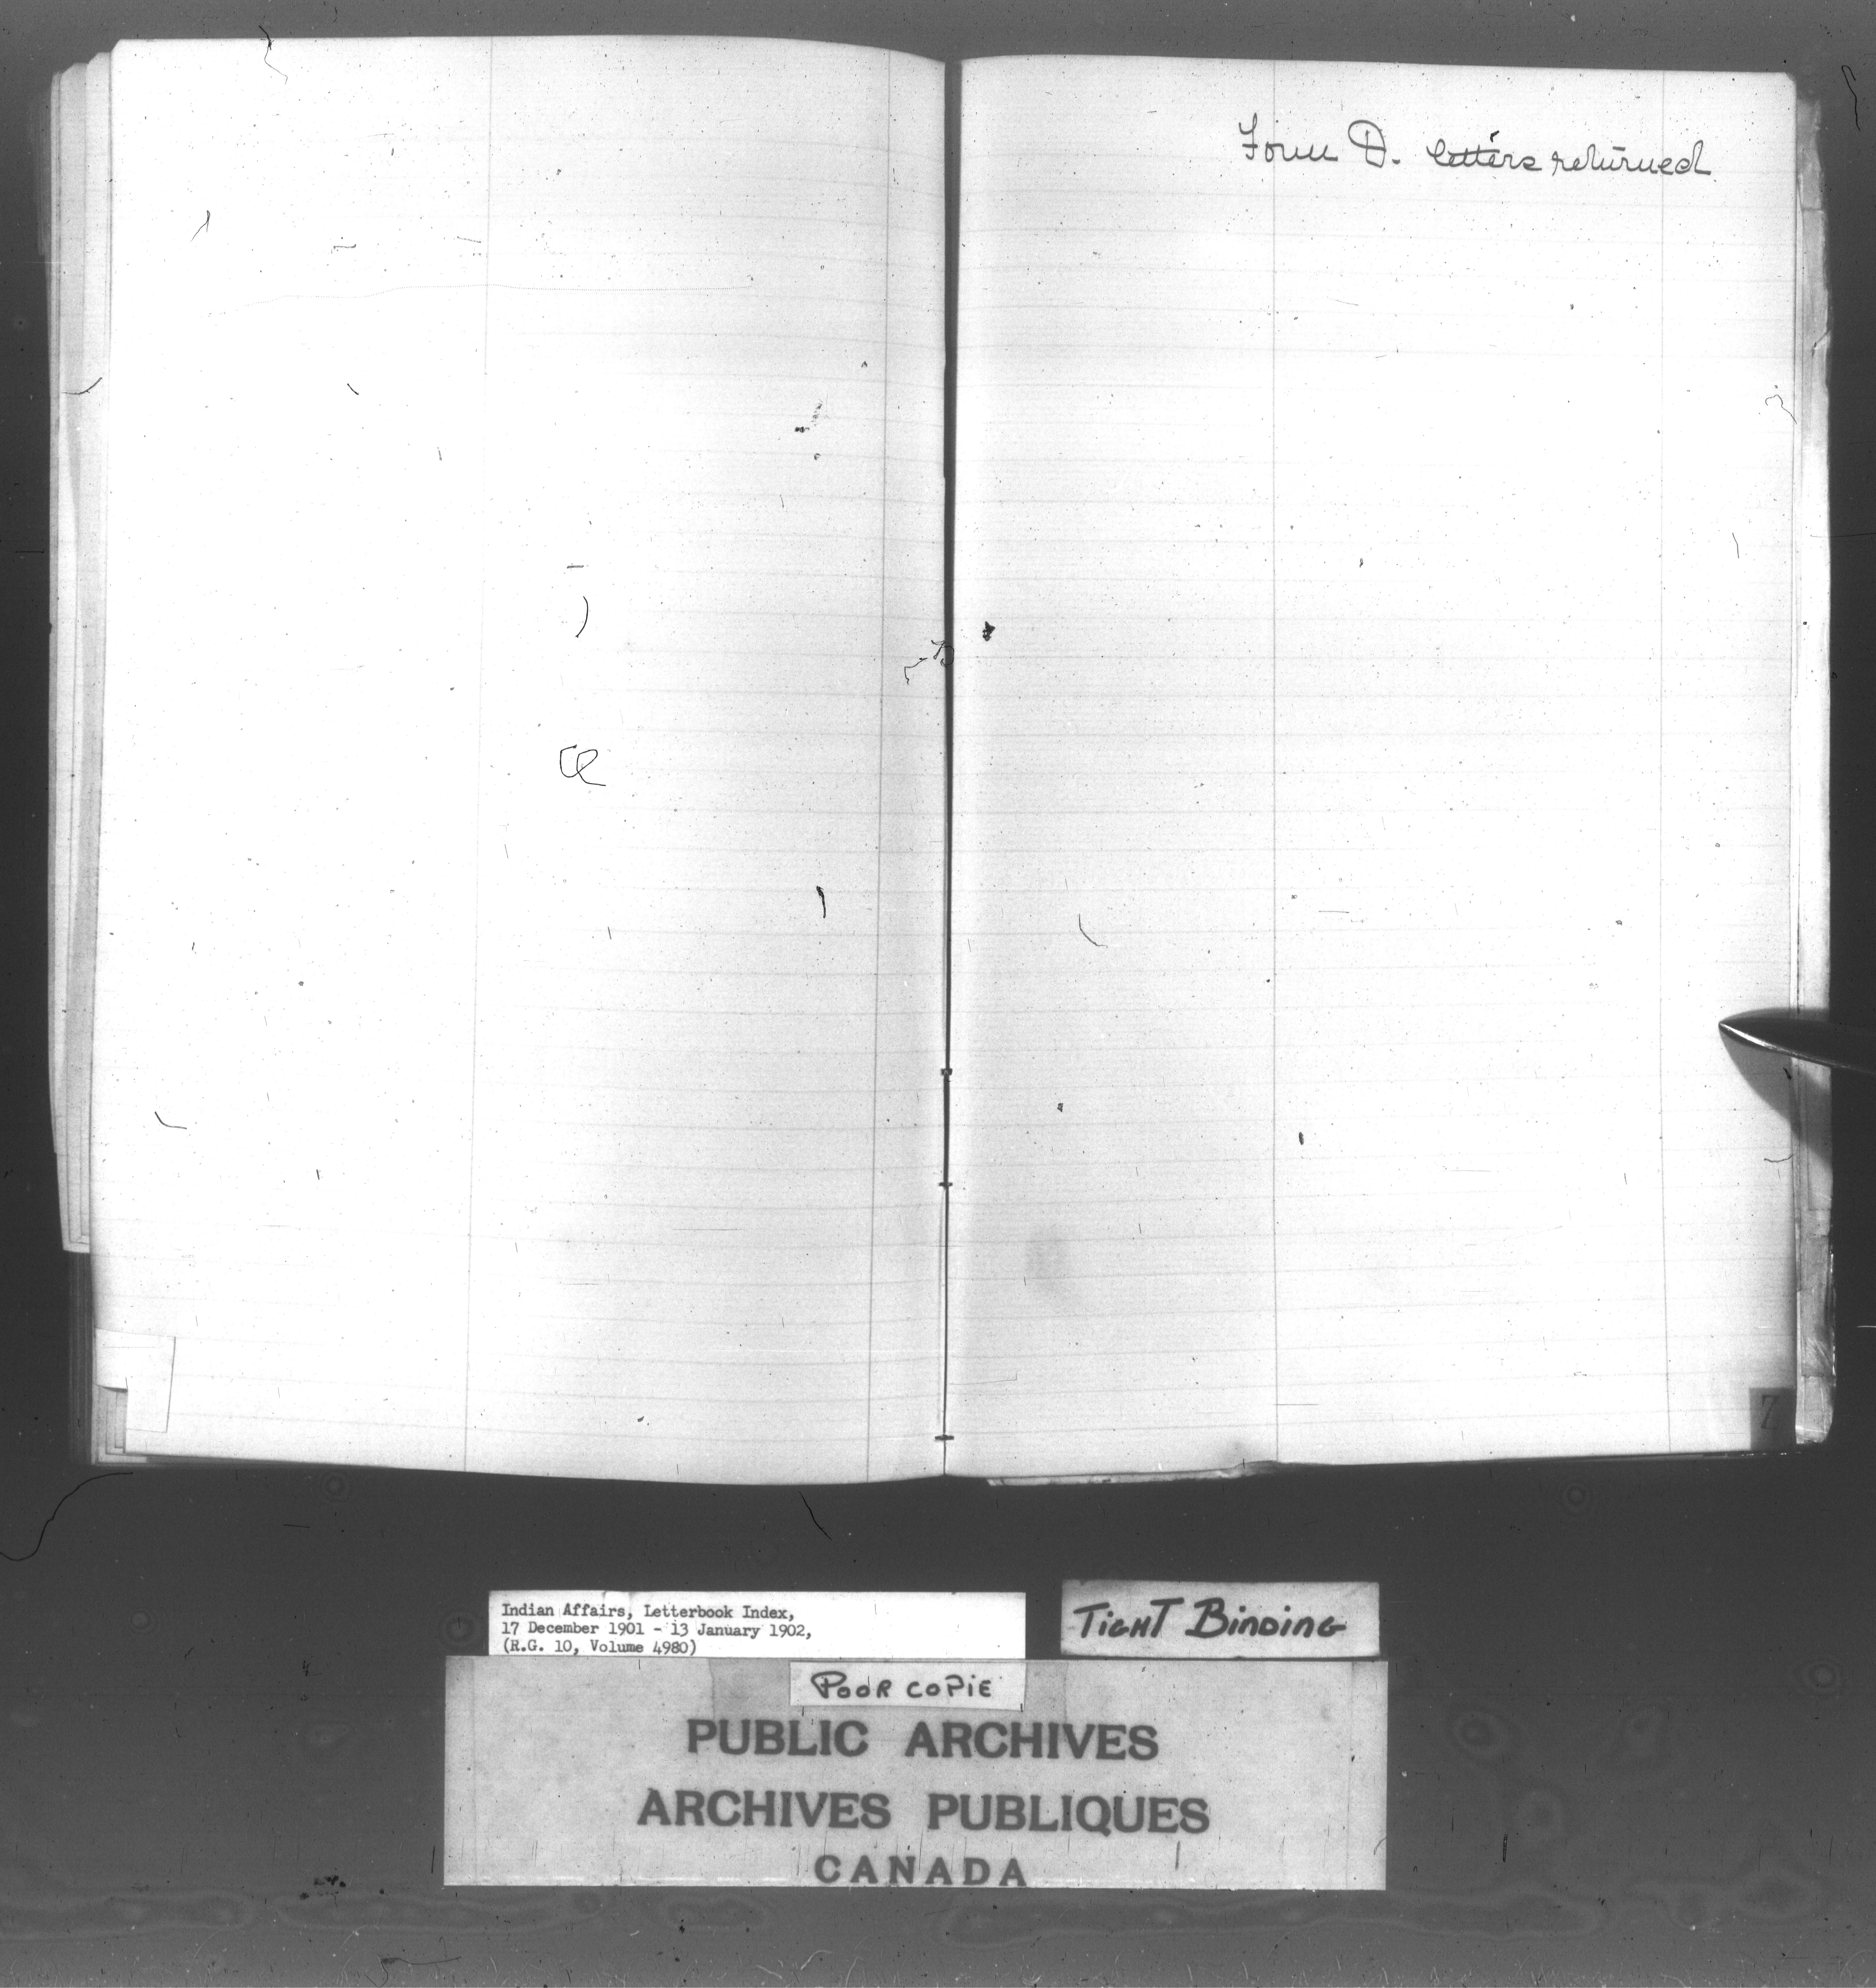 Form D. letters returned
Z
Indian Affairs, Letterbook Index,
17 December 1901 - 13 January 1902,
(R.G. 10, Volume 4980)
TIGHT BINDING
POOR COPIE
PUBLIC ARCHIVES
ARCHIVES PUBLIQUES
CANADA